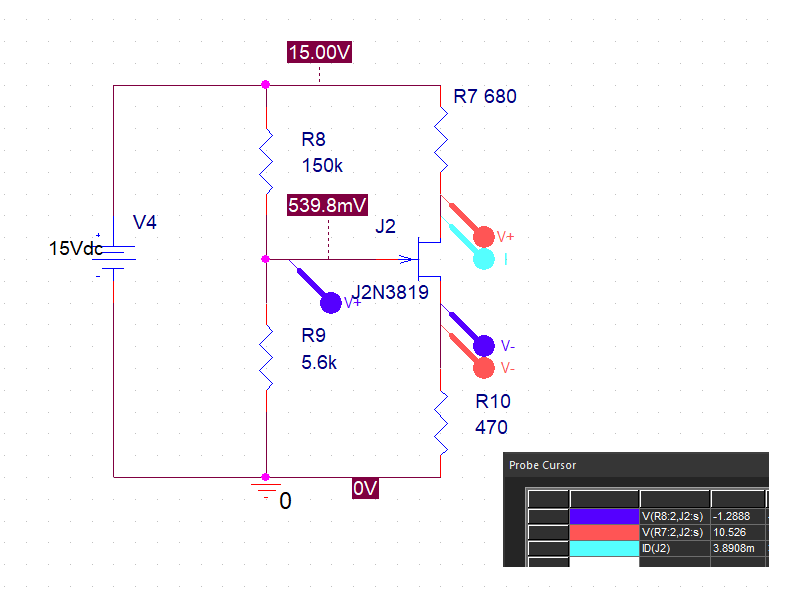 15.00V
R7 680
R8
150k
539.8mV
J2
V4
V+
15Vdc
+
I
-
J2N3819
V+
R9
V-
5.6k
V-
R10
470
0V
0
Probe Cursor
V(R8:2,J2:s) -1.2888
V(R7:2,J2:s) 10.526
ID(J2) 3.8908m